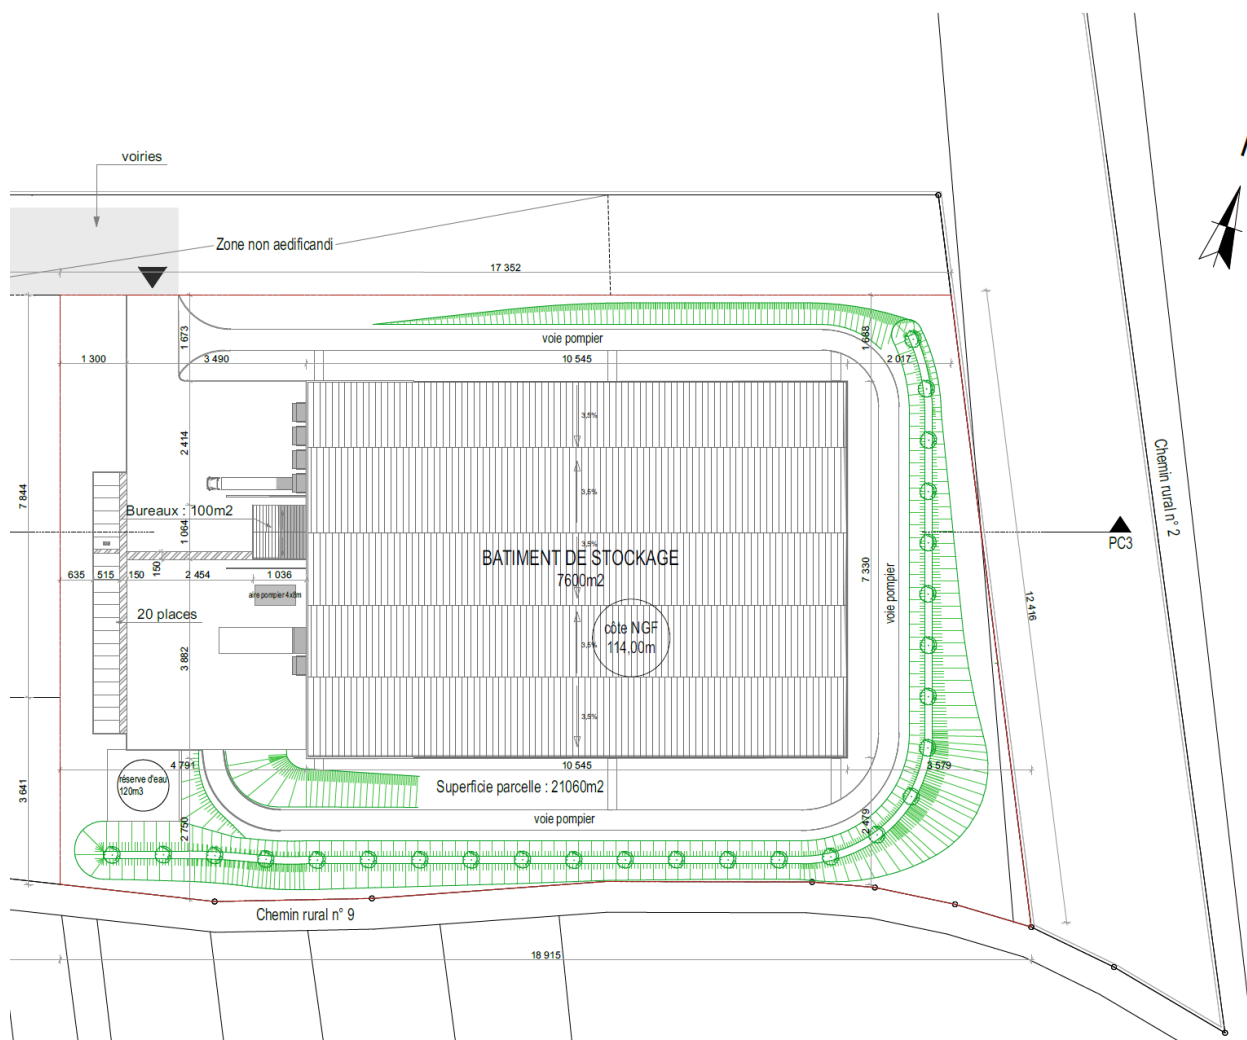 voiries
Zone non aedificandi
17 352
voie pompier
1 673
1 688
1 300
3 490
10 545
2 017
3,5%
2 414
7 844
3,5%
Chemin rural n° 2
Bureaux : 100m2
1 064
PC3
3,5%
BATIMENT DE STOCKAGE
7600m2
7 330
635
515
150
150
2 454
1 036
aire pompier 4x8m
voie pompier
12 416
20 places
côte NGF
114,00m
3,5%
3 882
3,5%
4 791
10 545
3 579
réserve d'eau
120m3
Superficie parcelle : 21060m2
3 641
2 750
voie pompier
2 479
Chemin rural n° 9
18 915